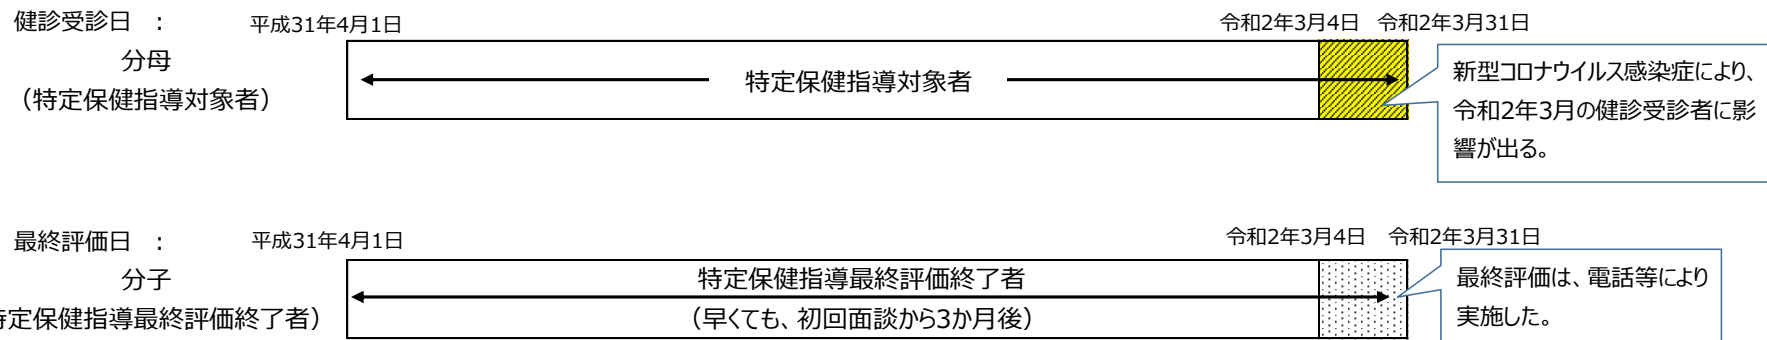 健診受診日 : 平成31年4月1日 令和2年3月4日 令和2年3月31日
分母
(特定保健指導対象者)
特定保健指導対象者
新型コロナウイルス感染症により、
令和2年3月の健診受診者に影
響が出る。
最終評価日 : 平成31年4月1日 令和2年3月4日 令和2年3月31日
分子
定保健指導最終評価終了者)
特定保健指導最終評価終了者
(早くても、初回面談から3か月後)
最終評価は、電話等により
実施した。